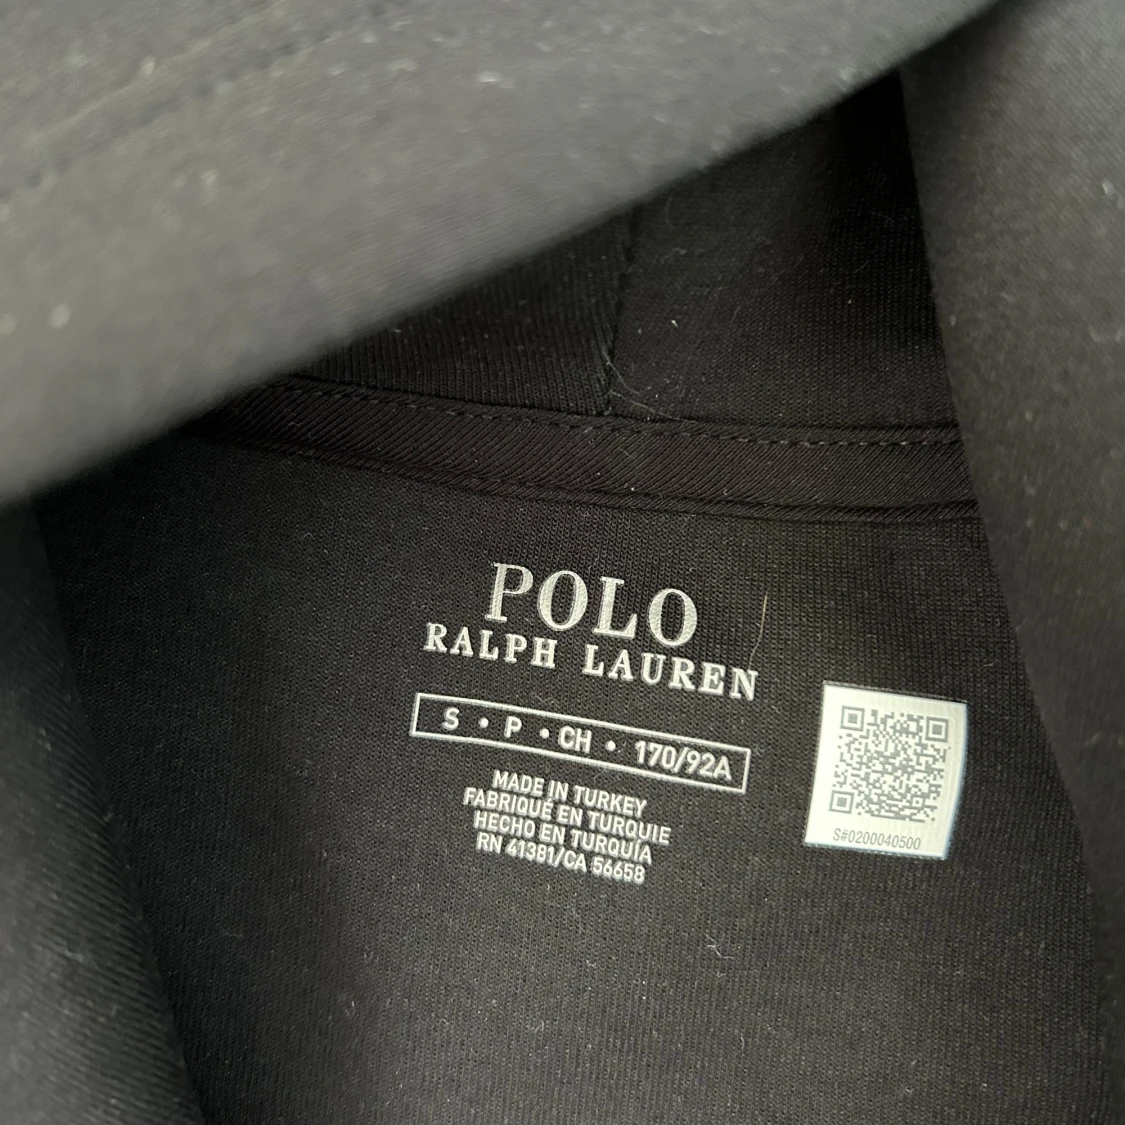 POLO
RALPH LAUREN
S • P • CH • 170/92A
MADE IN TURKEY
FABRIQUÉ EN TURQUIE
HECHO EN TURQUÍA
RN 41381/CA 56658
S#0200040500